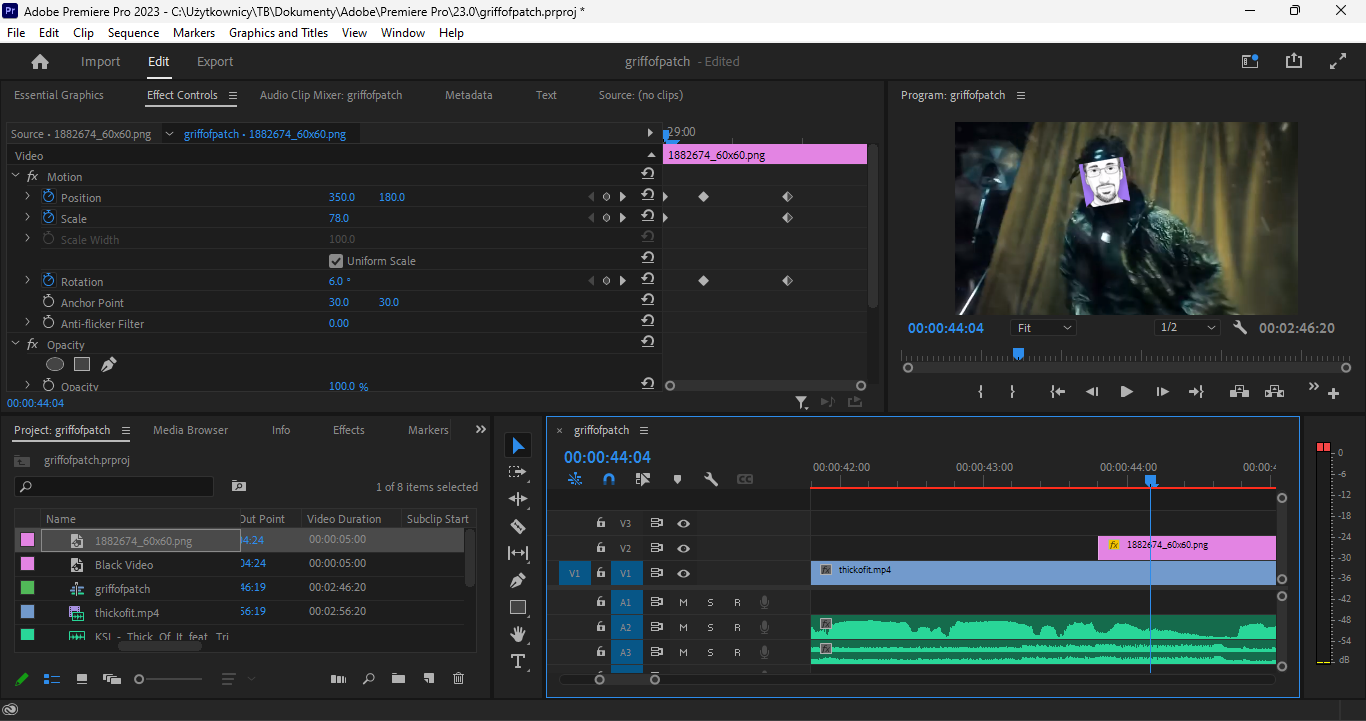 Pr Adobe Premiere Pro 2023 - C:\Użytkownicy\TB\Dokumenty\Adobe\Premiere Pro\23.0\griffofpatch.prproj *
File Edit Clip Sequence Markers Graphics and Titles View Window Help
Import Edit Export griffofpatch - Edited
Essential Graphics Effect Controls Audio Clip Mixer: griffofpatch Metadata Text Source: (no clips)
Source • 1882674_60x60.png griffofpatch • 1882674_60x60.png
29:00
Video
1882674_60x60.png
fx Motion
Position 350.0 180.0
Scale 78.0
Scale Width 100.0
Uniform Scale
Rotation 6.0 °
Anchor Point 30.0 30.0
Anti-flicker Filter 0.00
fx Opacity
Opacity 100.0 %
00:00:44:04
Program: griffofpatch
00:00:44:04 Fit 1/2 00:02:46:20
Project: griffofpatch Media Browser Info Effects Markers
griffofpatch.prproj
1 of 8 items selected
Name Out Point Video Duration Subclip Start
1882674_60x60.png 04:24 00:00:05:00
Black Video 04:24 00:00:05:00
griffofpatch 46:19 00:02:46:20
thickofit.mp4 56:19 00:02:56:20
KSI - Thick Of It feat Tri
griffofpatch
00:00:44:04
00:00:42:00 00:00:43:00 00:00:44:00 00:00:4
V3
V2 fx 1882674_60x60.png
V1 V1 fx thickofit.mp4
A1 M S R
A2 M S R fx
A3 M S R fx
0
-6
-12
-18
-24
-30
-36
-42
-48
-54
dB